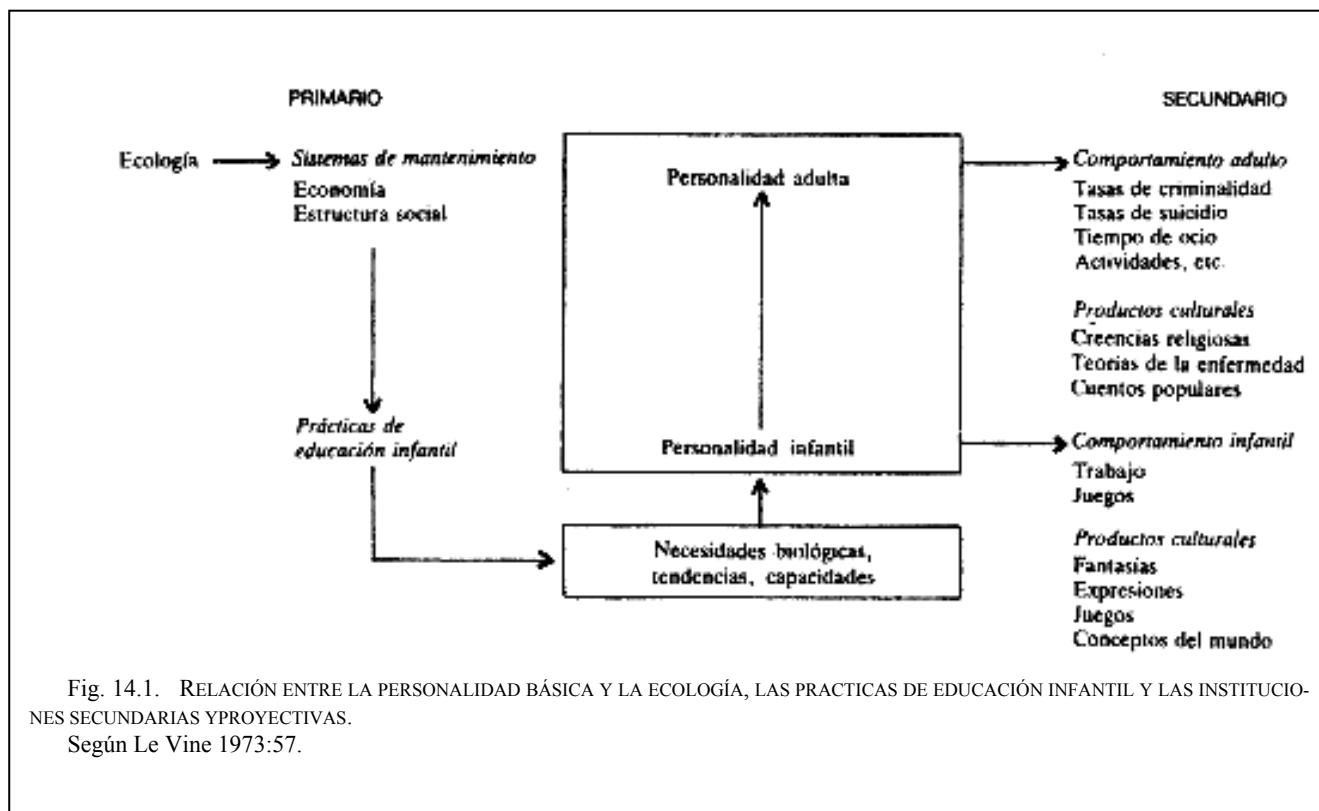 PRIMARIO
SECUNDARIO
Ecología
Sistemas de mantenimiento
Economía
Estructura social
Prácticas de
educación infantil
Personalidad adulta
Personalidad infantil
Necesidades biológicas,
tendencias, capacidades
Comportamiento adulto
Tasas de criminalidad
Tasas de suicidio
Tiempo de ocio
Actividades, etc.
Productos culturales
Creencias religiosas
Teorías de la enfermedad
Cuentos populares
Comportamiento infantil
Trabajo
Juegos
Productos culturales
Fantasías
Expresiones
Juegos
Conceptos del mundo
Fig. 14.1. RELACIÓN ENTRE LA PERSONALIDAD BÁSICA Y LA ECOLOGÍA, LAS PRACTICAS DE EDUCACIÓN INFANTIL Y LAS INSTITUCIO-
NES SECUNDARIAS YPROYECTIVAS.
Según Le Vine 1973:57.